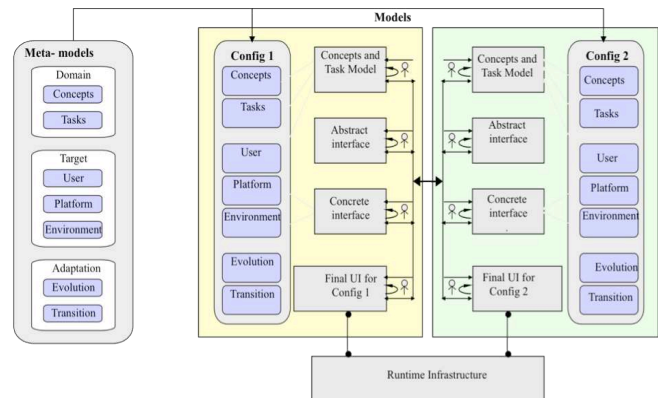 Models
Meta- models
Domain
Concepts
Tasks
Target
User
Platform
Environment
Adaptation
Evolution
Transition
Config 1
Concepts
Tasks
User
Platform
Environment
Evolution
Transition
Concepts and
Task Model
Abstract
interface
Concrete
interface
Final UI for
Config 1
Concepts and
Task Model
Abstract
interface
Concrete
interface
Final UI for
Config 2
Config 2
Concepts
Tasks
User
Platform
Environment
Evolution
Transition
Runtime Infrastructure